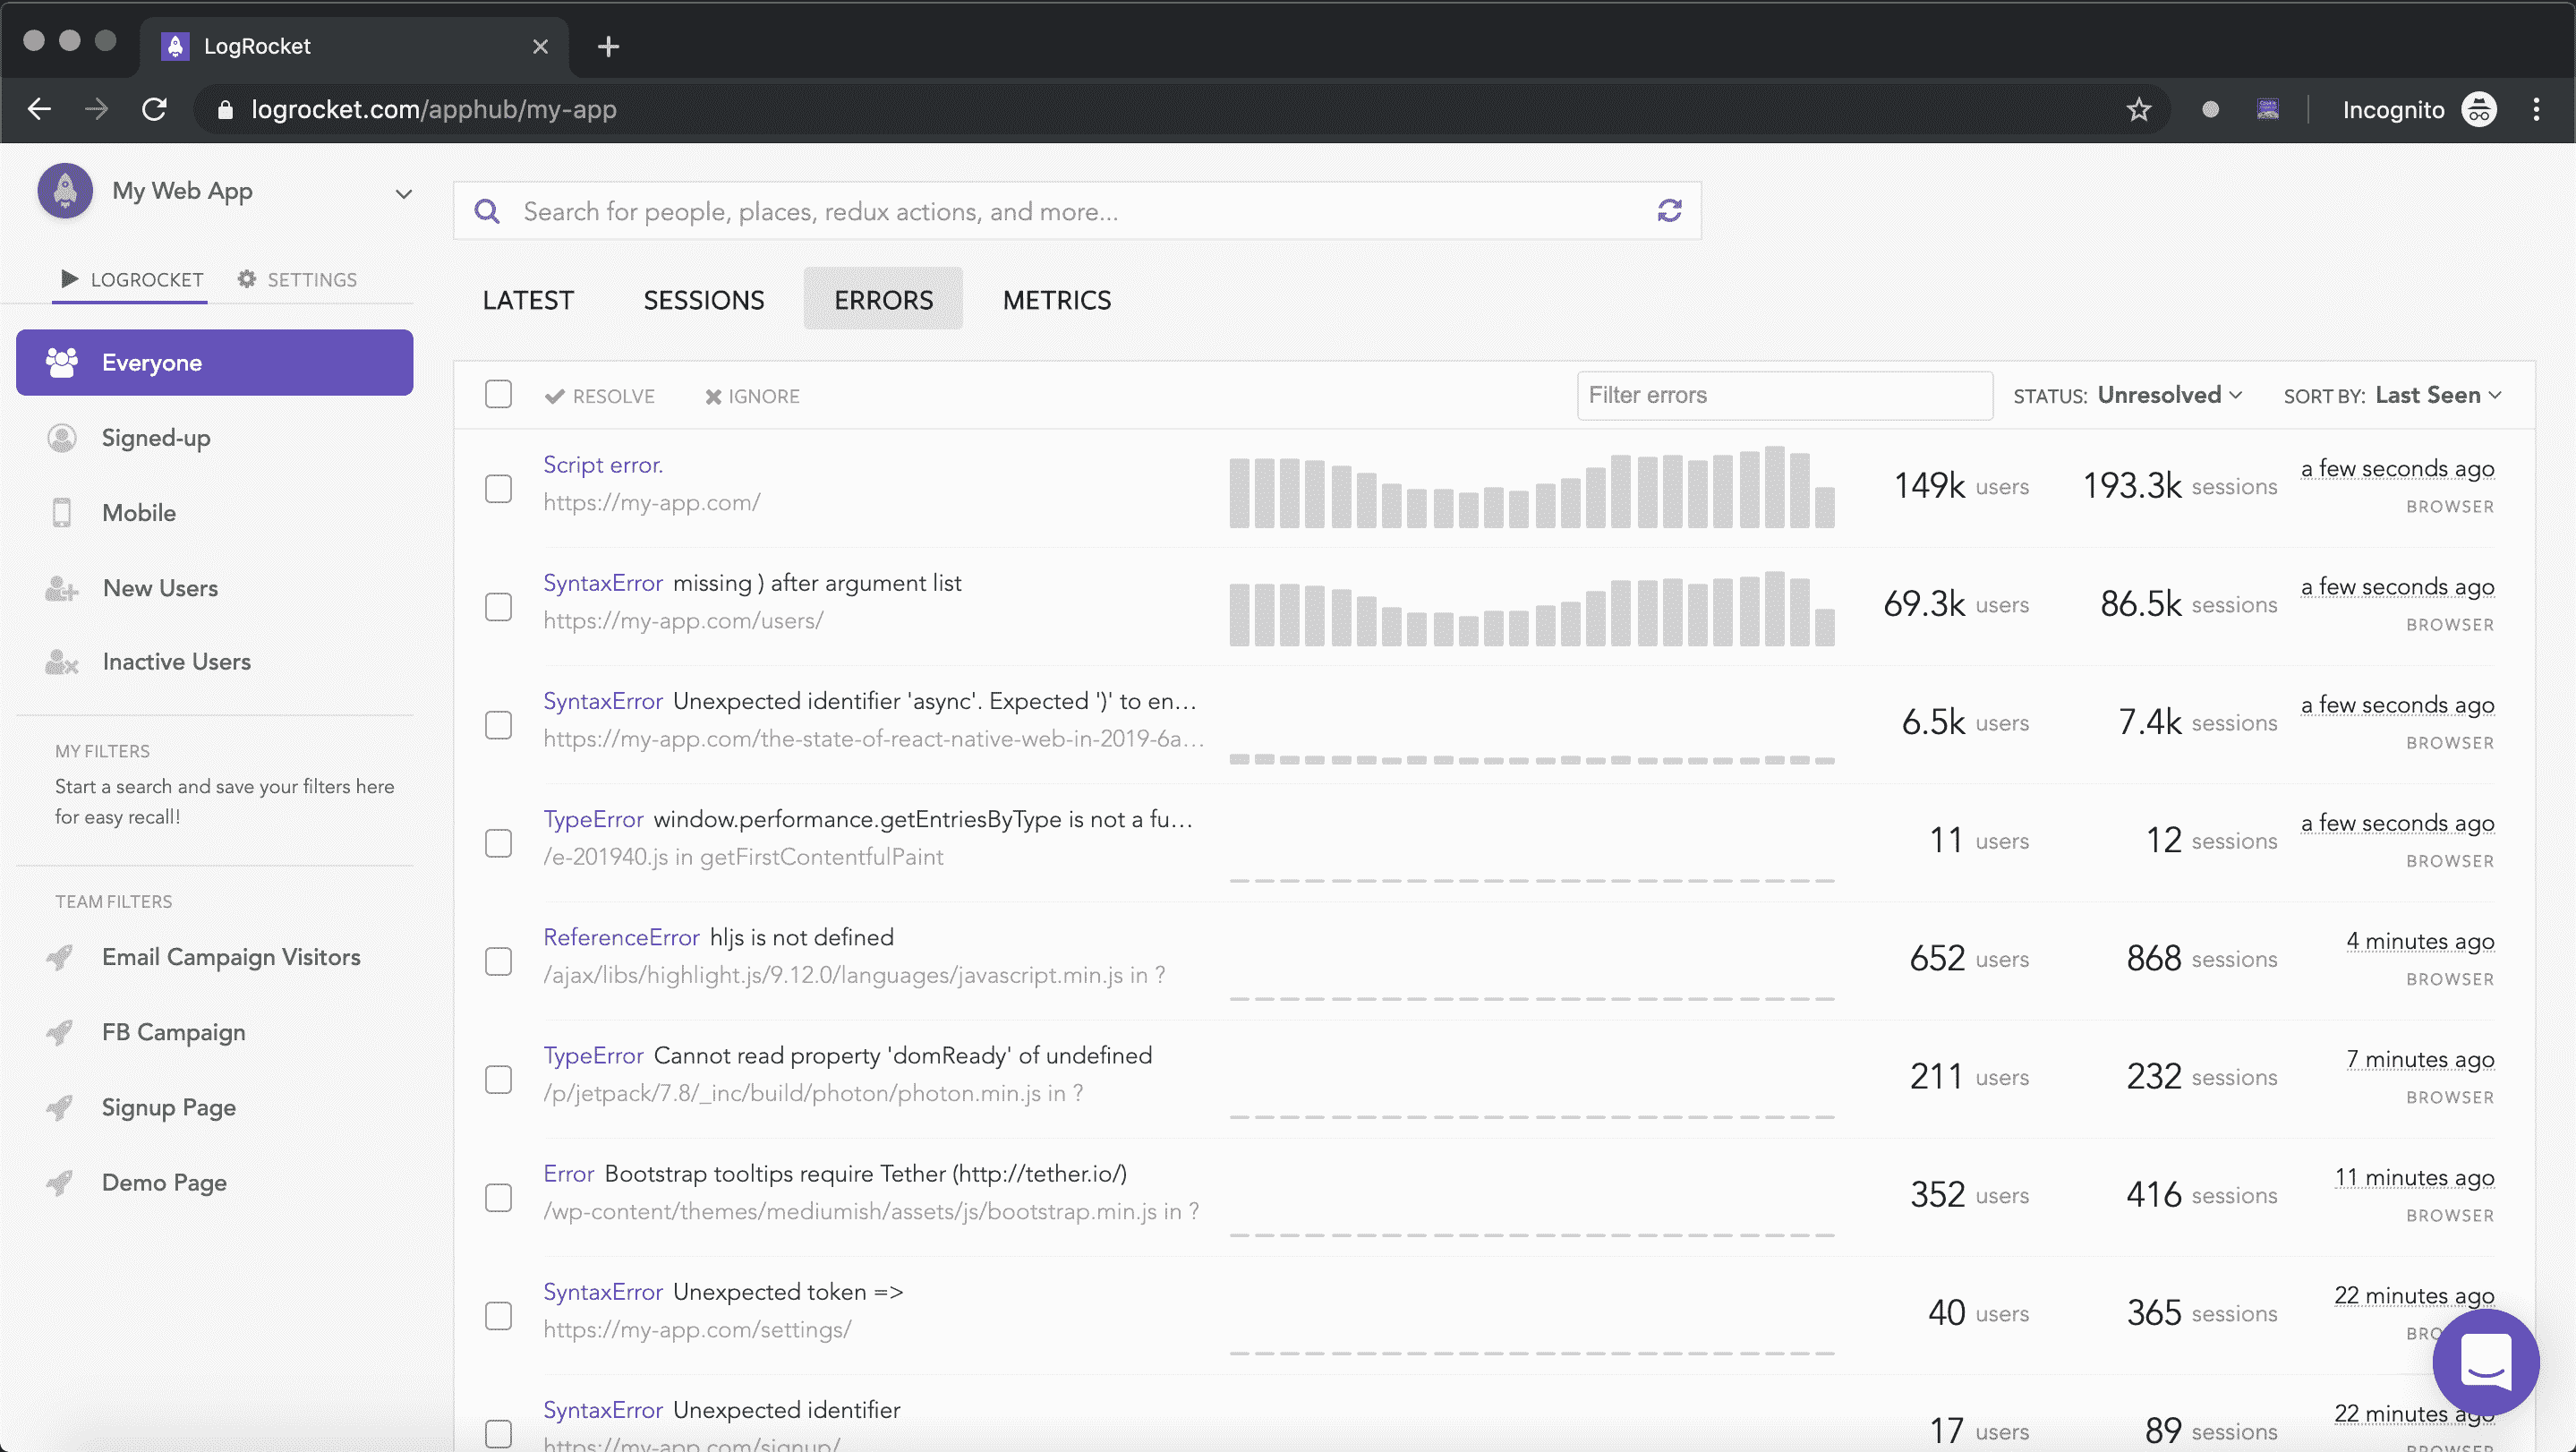 LogRocket
logrocket.com/apphub/my-app
Incognito
My Web App
Search for people, places, redux actions, and more...
LOGROCKET
SETTINGS
LATEST
SESSIONS
ERRORS
METRICS
Everyone
Signed-up
Mobile
New Users
Inactive Users
MY FILTERS
Start a search and save your filters here
for easy recall!
TEAM FILTERS
Email Campaign Visitors
FB Campaign
Signup Page
Demo Page
RESOLVE
IGNORE
Filter errors
STATUS: Unresolved
SORT BY: Last Seen
Script error.
https://my-app.com/
149k users
193.3k sessions
a few seconds ago
BROWSER
SyntaxError missing ) after argument list
https://my-app.com/users/
69.3k users
86.5k sessions
a few seconds ago
BROWSER
SyntaxError Unexpected identifier 'async'. Expected ')' to en...
https://my-app.com/the-state-of-react-native-web-in-2019-6a...
6.5k users
7.4k sessions
a few seconds ago
BROWSER
TypeError window.performance.getEntriesByType is not a fu...
/e-201940.js in getFirstContentfulPaint
11 users
12 sessions
a few seconds ago
BROWSER
ReferenceError hljs is not defined
/ajax/libs/highlight.js/9.12.0/languages/javascript.min.js in ?
652 users
868 sessions
4 minutes ago
BROWSER
TypeError Cannot read property 'domReady' of undefined
/p/jetpack/7.8/_inc/build/photon/photon.min.js in ?
211 users
232 sessions
7 minutes ago
BROWSER
Error Bootstrap tooltips require Tether (http://tether.io/)
/wp-content/themes/mediumish/assets/js/bootstrap.min.js in ?
352 users
416 sessions
11 minutes ago
BROWSER
SyntaxError Unexpected token =>
https://my-app.com/settings/
40 users
365 sessions
22 minutes ago
BRO
SyntaxError Unexpected identifier
https://my-app.com/signup/
17 users
89 sessions
22 minutes ago
BROWSER